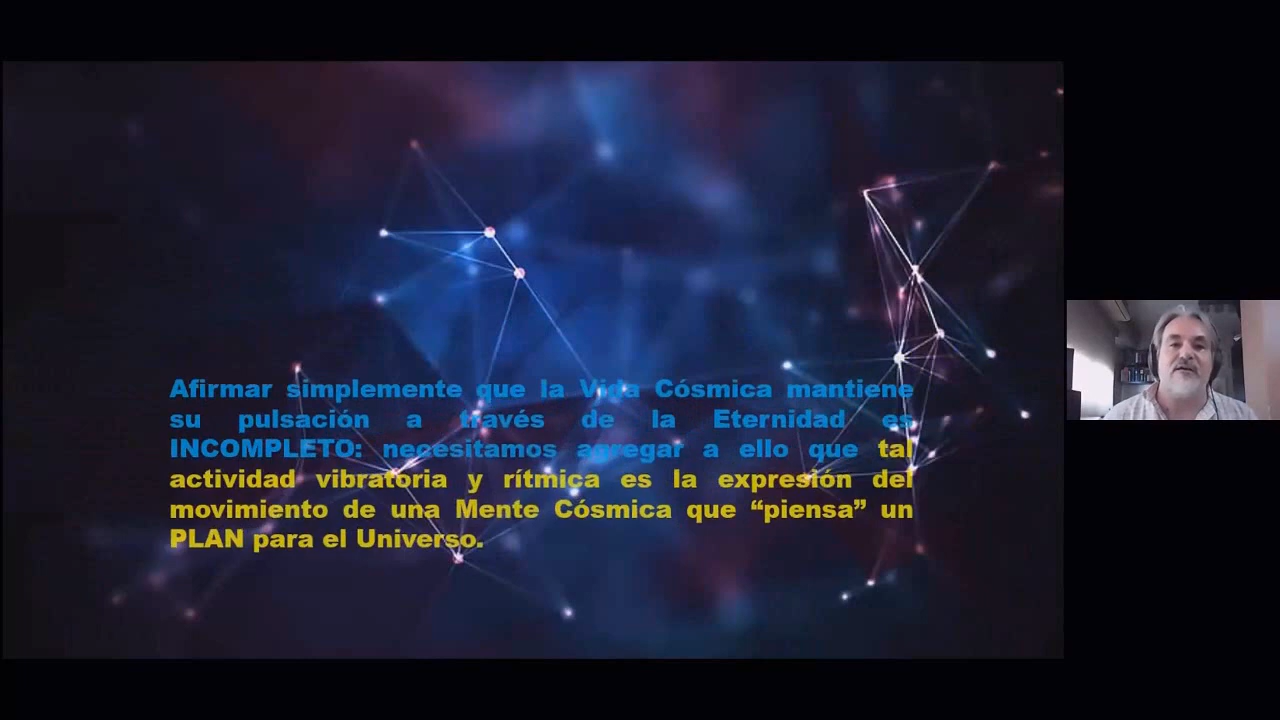 Afirmar simplemente que la Vida Cósmica mantiene
su pulsación a través de la Eternidad es
INCOMPLETO: necesitamos agregar a ello que tal
actividad vibratoria y rítmica es la expresión del
movimiento de una Mente Cósmica que “piensa” un
PLAN para el Universo.